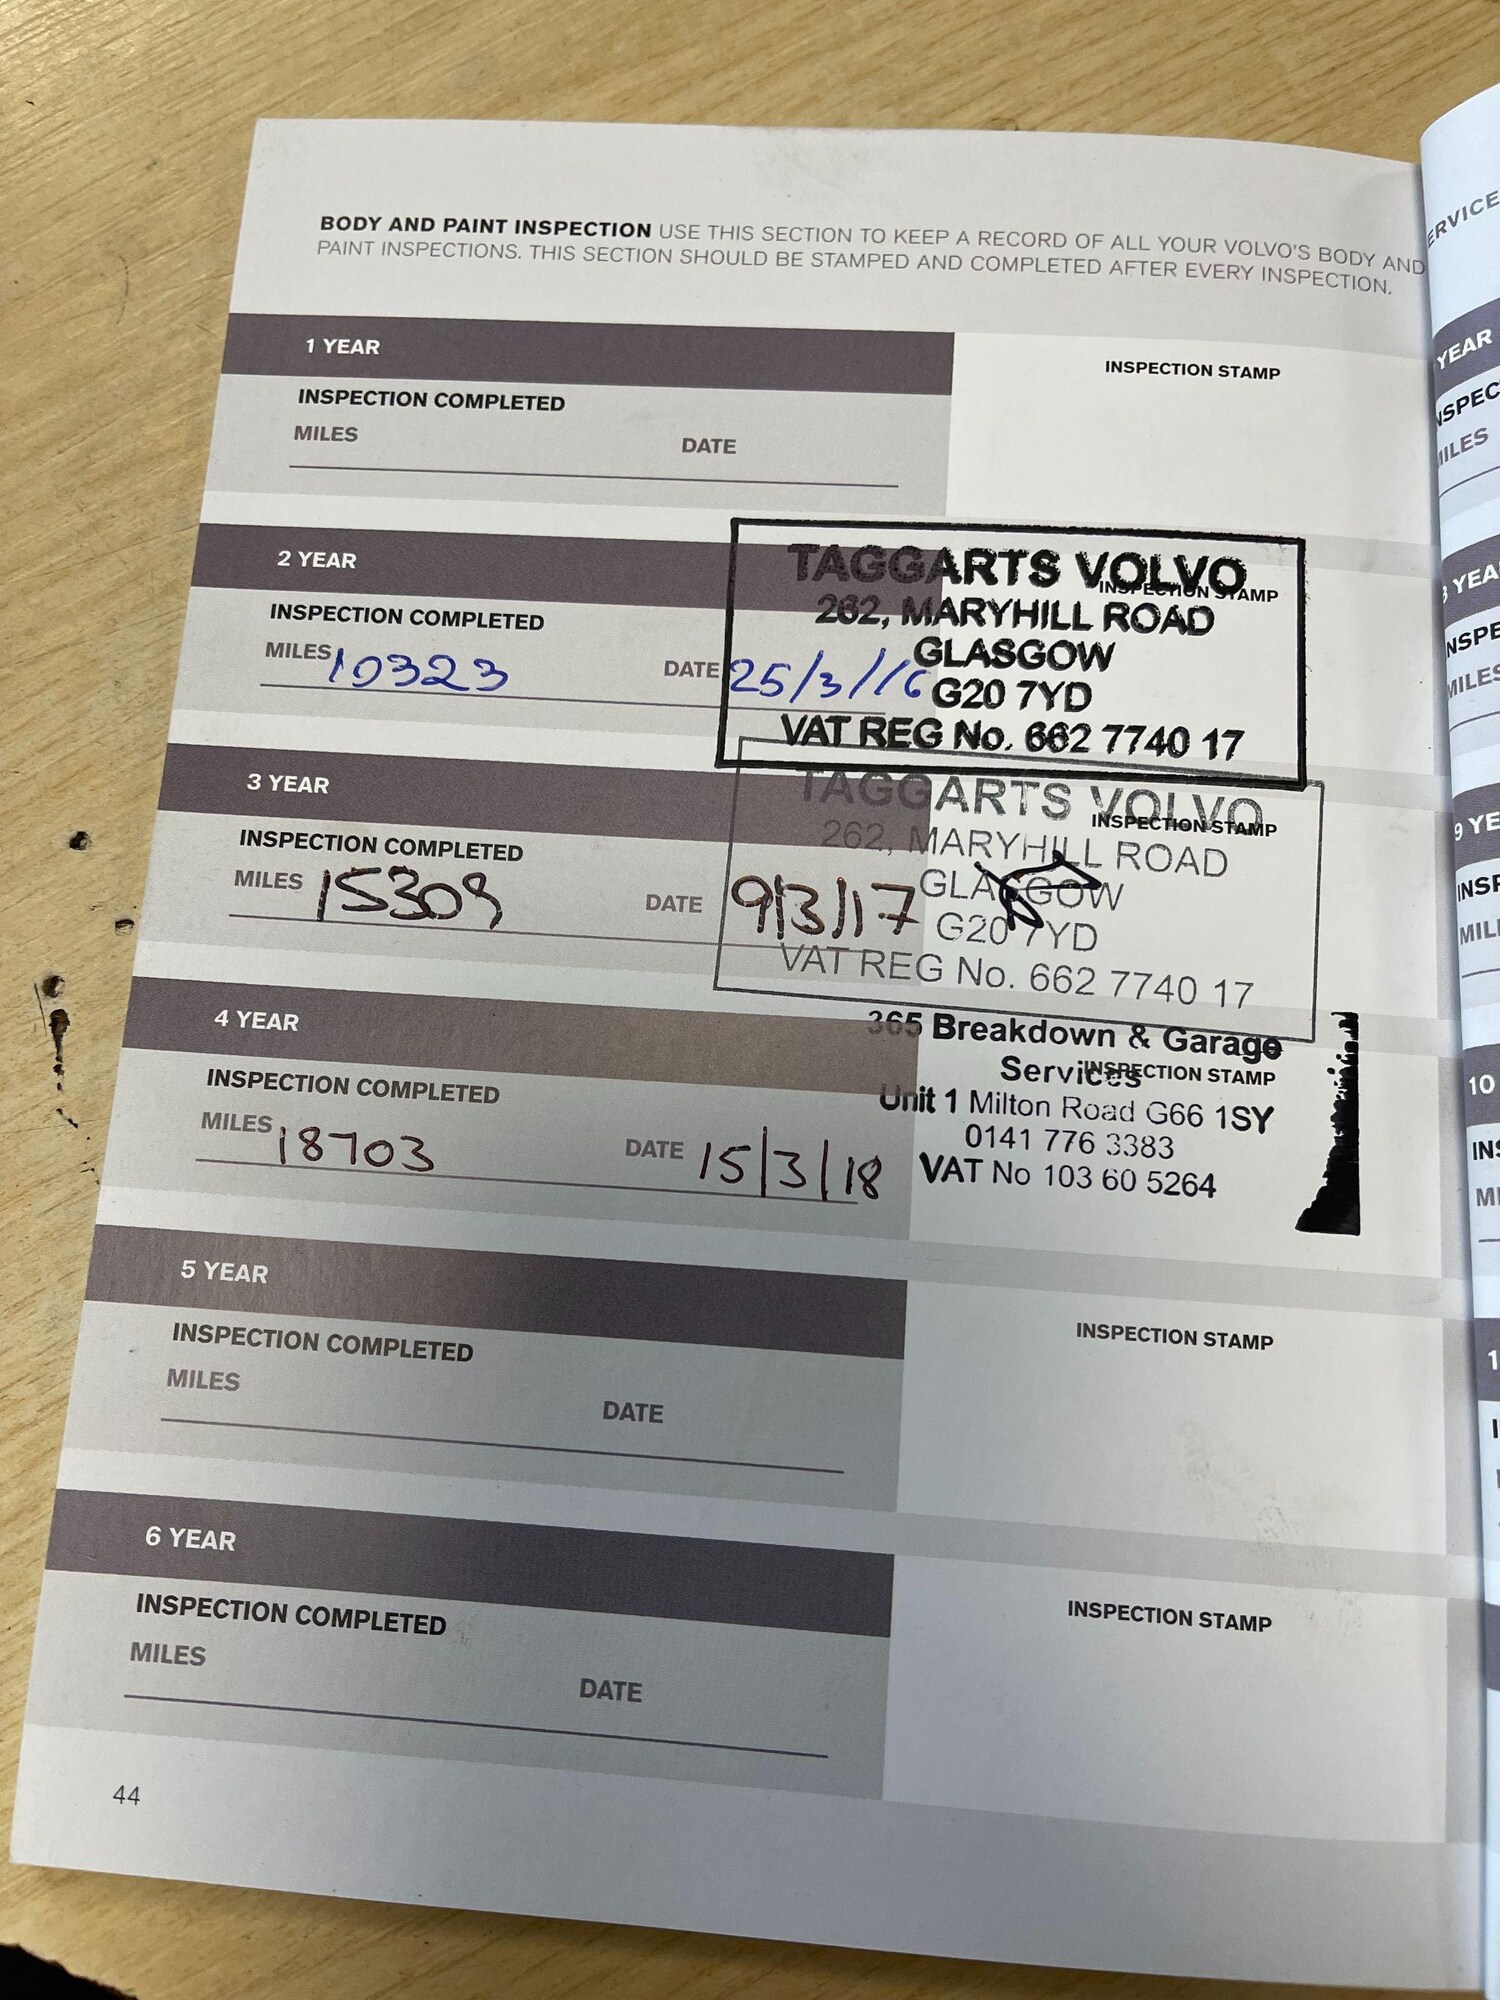 BODY AND PAINT INSPECTION USE THIS SECTION TO KEEP A RECORD OF ALL YOUR VOLVO'S BODY AND
PAINT INSPECTIONS. THIS SECTION SHOULD BE STAMPED AND COMPLETED AFTER EVERY INSPECTION.
1 YEAR
INSPECTION STAMP
INSPECTION COMPLETED
MILES DATE
2 YEAR
INSPECTION STAMP
INSPECTION COMPLETED
MILES 10323 DATE 25/3/16
TAGGARTS VOLVO
262, MARYHILL ROAD
GLASGOW
G20 7YD
VAT REG No. 662 7740 17
3 YEAR
INSPECTION STAMP
INSPECTION COMPLETED
MILES 15309 DATE 9/3/17
TAGGARTS VOLVO
262, MARYHILL ROAD
GLASGOW
G20 7YD
VAT REG No. 662 7740 17
4 YEAR
INSPECTION STAMP
INSPECTION COMPLETED
MILES 18703 DATE 15/3/18
365 Breakdown & Garage
Services
Unit 1 Milton Road G66 1SY
0141 776 3383
VAT No 103 60 5264
5 YEAR
INSPECTION STAMP
INSPECTION COMPLETED
MILES DATE
6 YEAR
INSPECTION STAMP
INSPECTION COMPLETED
MILES DATE
44
YEAR
MILES
10